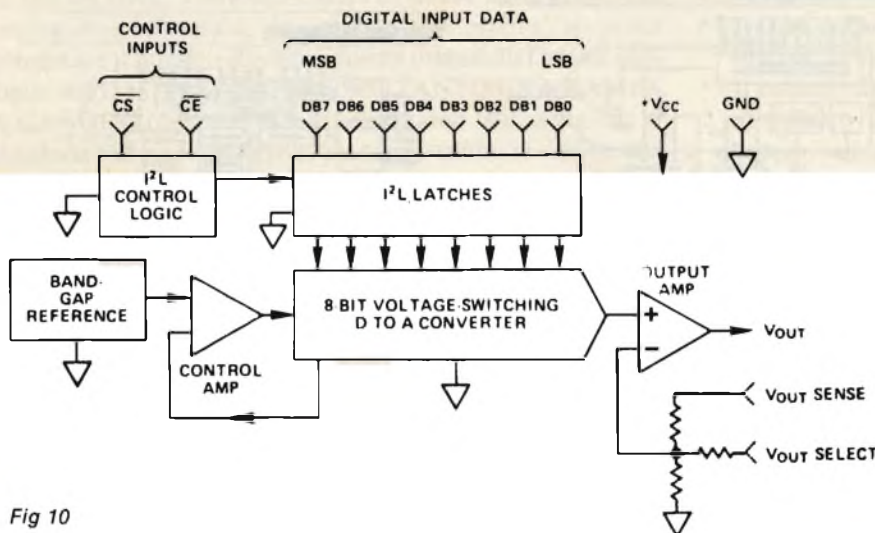 CONTROL INPUTS
DIGITAL INPUT DATA
MSB LSB
CS CE
DB7 DB6 DB5 DB4 DB3 DB2 DB1 DB0
VCC
GND
I²L CONTROL LOGIC
I²L LATCHES
BAND-GAP REFERENCE
CONTROL AMP
8 BIT VOLTAGE-SWITCHING
D TO A CONVERTER
OUTPUT AMP
+
−
VOUT
VOUT SENSE
VOUT SELECT
Fig 10